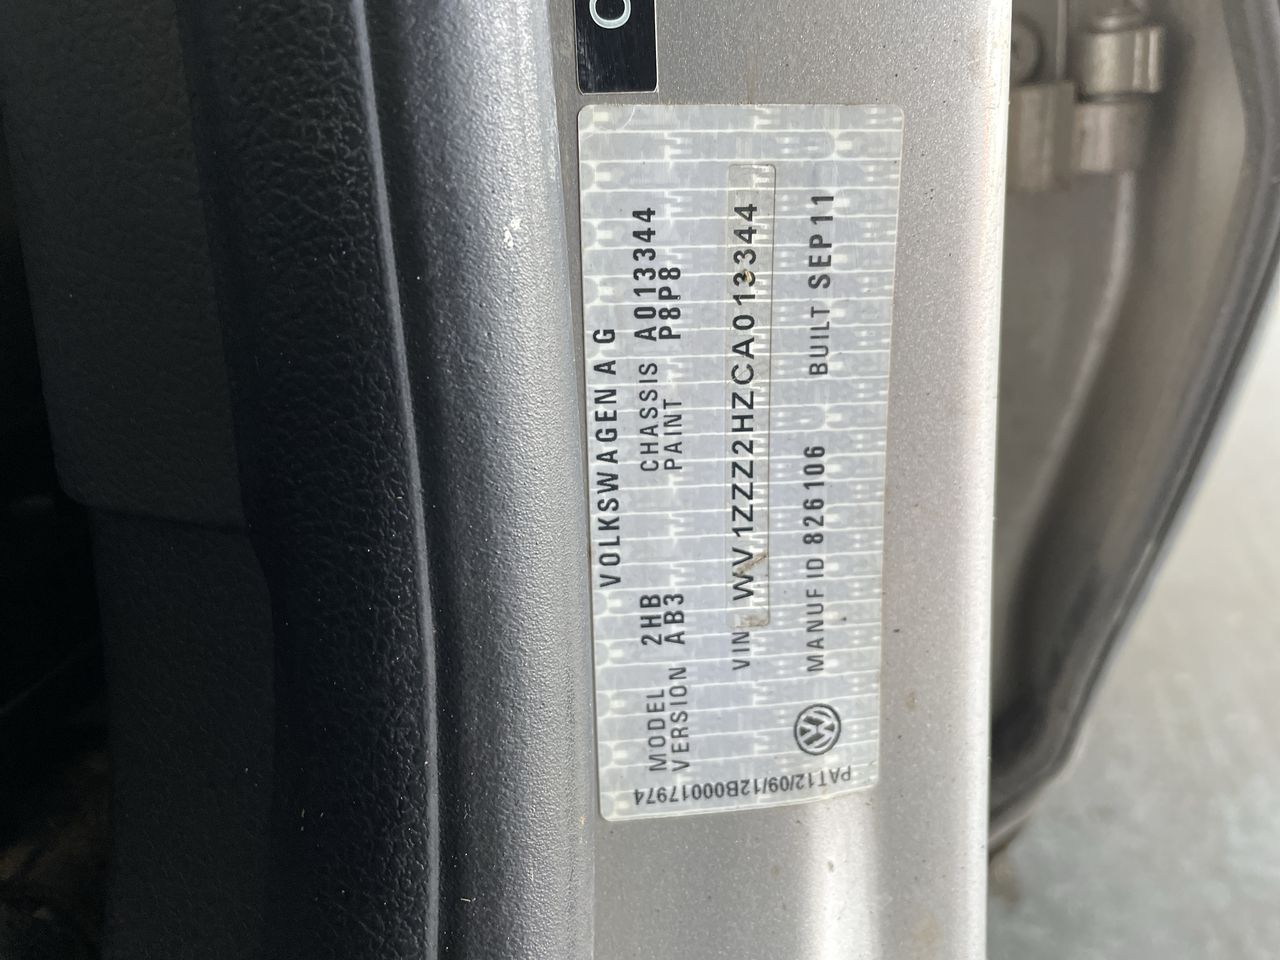 VOLKSWAGEN A G
MODEL 2HB CHASSIS A013344
VERSION AB3 PAINT P8P8
VIN WV1ZZZ2HZCA013344
MANUF ID 826106 BUILT SEP11
PAT12/09/12B00017974